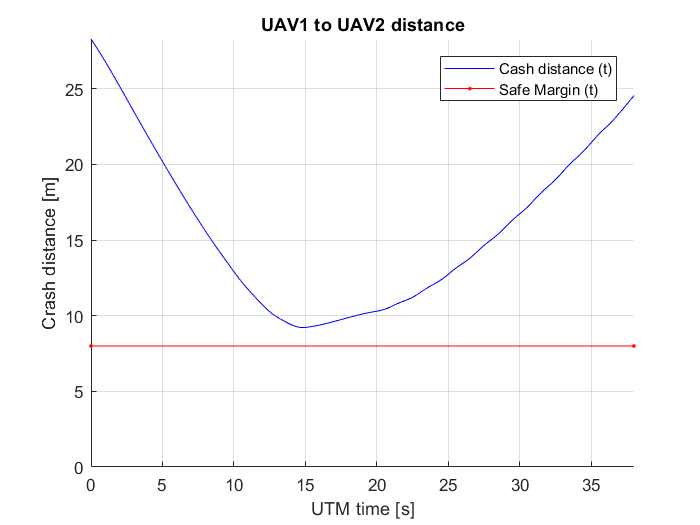 UAV1 to UAV2 distance
Cash distance (t)
Safe Margin (t)
Crash distance [m]
25
20
15
10
5
0
0 5 10 15 20 25 30 35
UTM time [s]